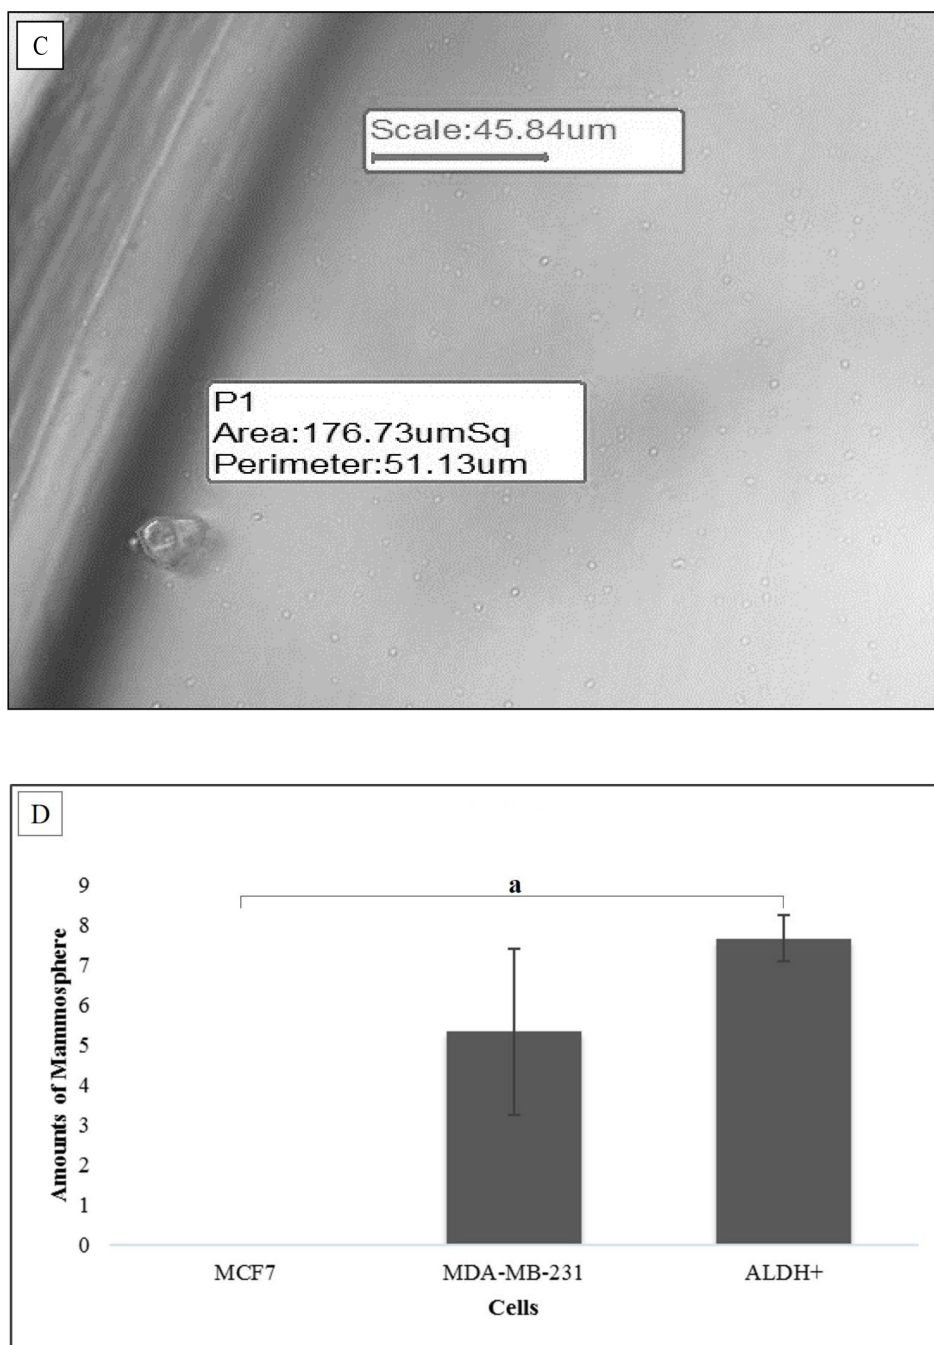 C
Scale:45.84um
P1
Area:176.73umSq
Perimeter:51.13um
D
a
9
8
7
6
5
4
3
2
1
0
Amounts of Mammosphere
MCF7 MDA-MB-231 ALDH+
Cells